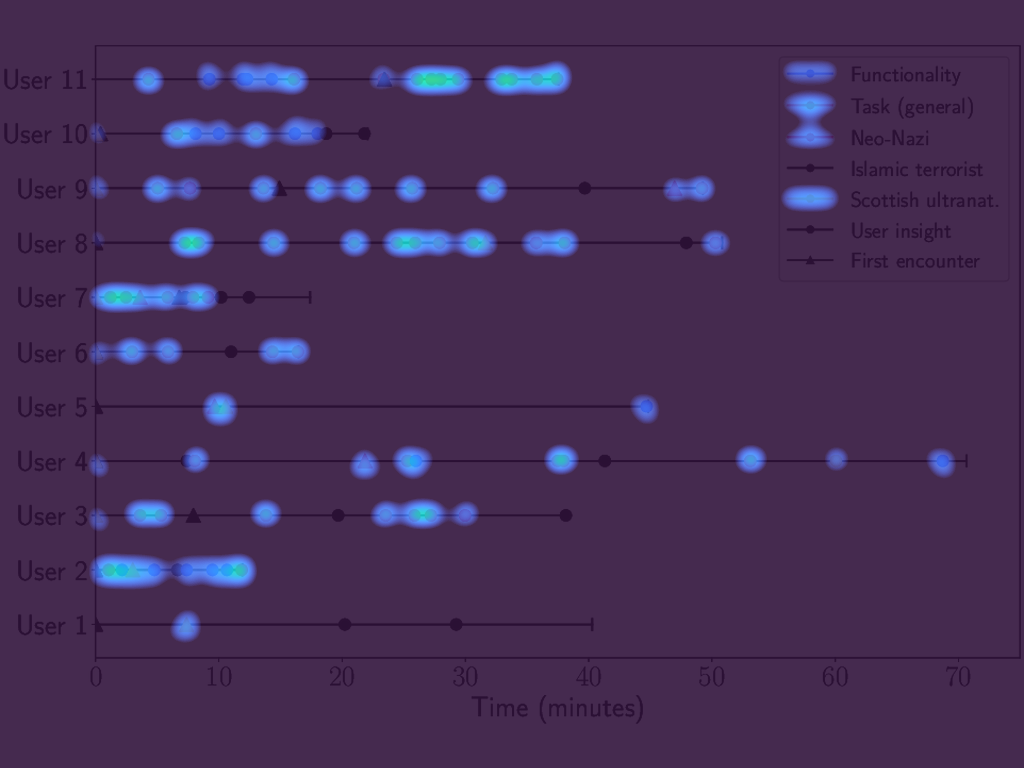 User 11
User 10
User 9
User 8
User 7
User 6
User 5
User 4
User 3
User 2
User 1
0 10 20 30 40 50 60 70
Time (minutes)
Functionality
Task (general)
Neo-Nazi
Islamic terrorist
Scottish ultranat.
User insight
First encounter